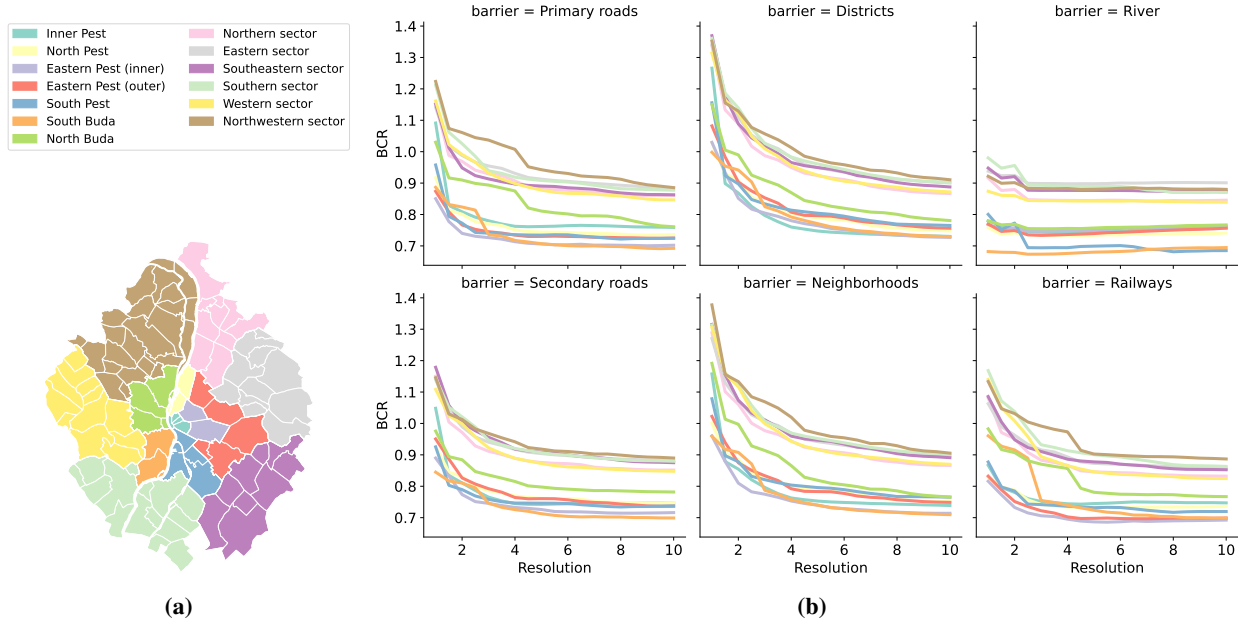 Inner Pest
North Pest
Eastern Pest (inner)
Eastern Pest (outer)
South Pest
South Buda
North Buda
Northern sector
Eastern sector
Southeastern sector
Southern sector
Western sector
Northwestern sector
(a)
barrier = Primary roads
barrier = Districts
barrier = River
1.4
1.3
1.2
1.1
1.0
0.9
0.8
0.7
BCR
barrier = Secondary roads
barrier = Neighborhoods
barrier = Railways
1.4
1.3
1.2
1.1
1.0
0.9
0.8
0.7
BCR
2 4 6 8 10
2 4 6 8 10
2 4 6 8 10
Resolution
Resolution
Resolution
(b)